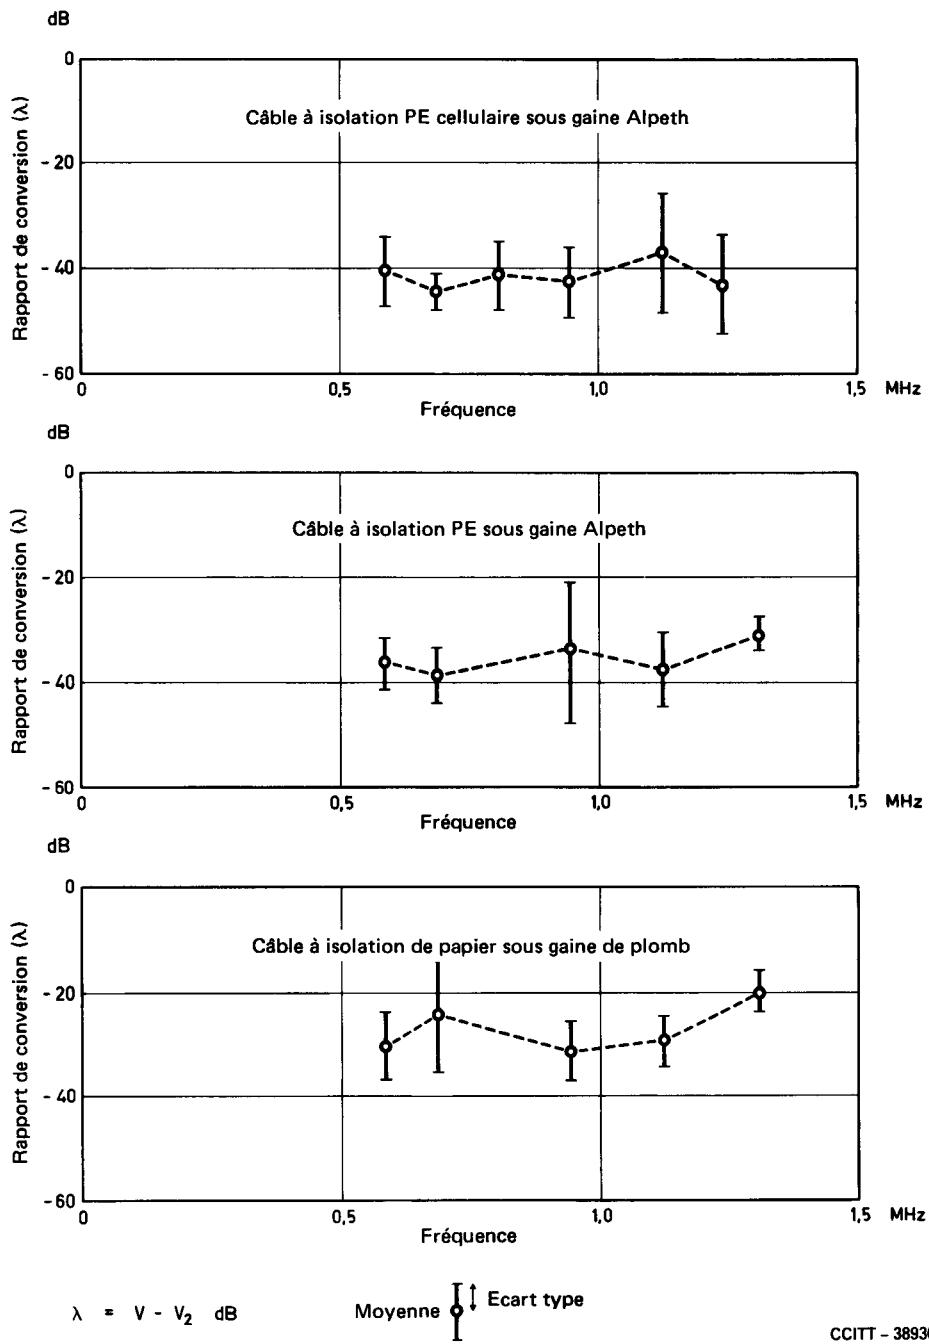 dB
0
Rapport de conversion (λ)
Câble à isolation PE cellulaire sous gaine Alpeth
- 20
- 40
- 60
0 0,5 1,0 1,5 MHz
Fréquence
dB
0
Rapport de conversion (λ)
Câble à isolation PE sous gaine Alpeth
- 20
- 40
- 60
0 0,5 1,0 1,5 MHz
Fréquence
dB
0
Rapport de conversion (λ)
Câble à isolation de papier sous gaine de plomb
- 20
- 40
- 60
0 0,5 1,0 1,5 MHz
Fréquence
λ = V - V₂ dB
Moyenne
Ecart type
CCITT - 38930